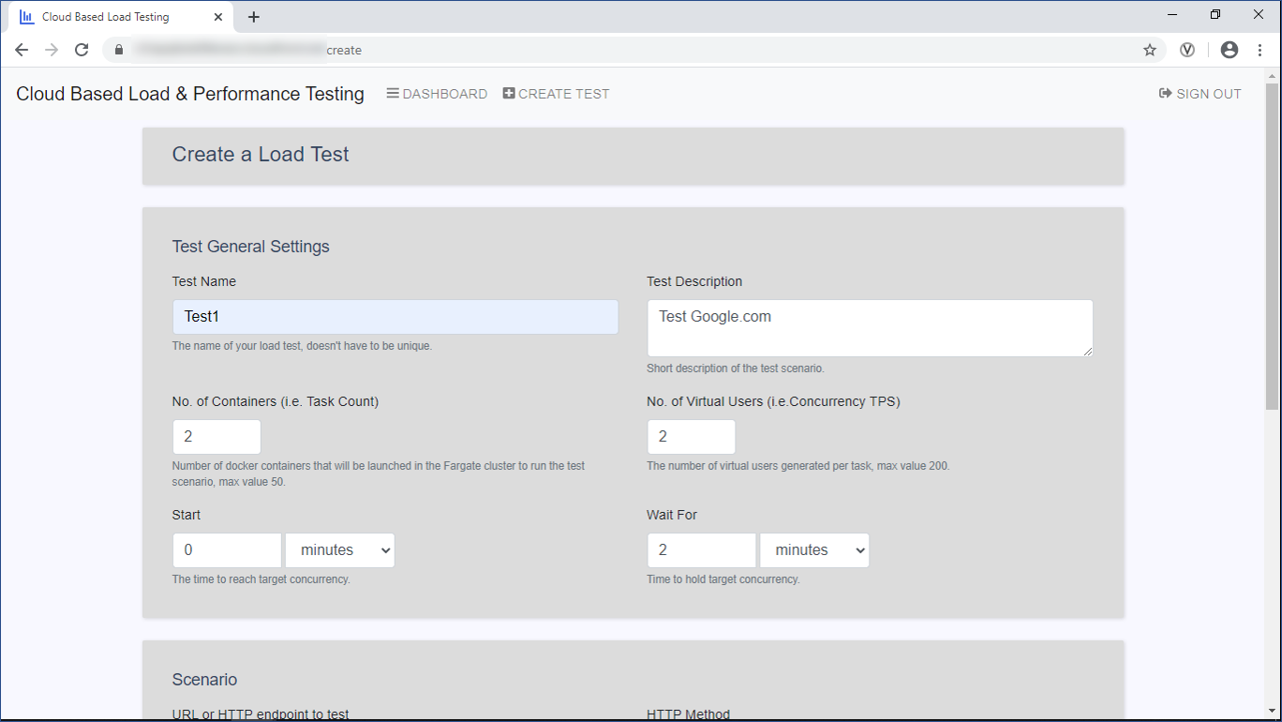 Cloud Based Load Testing
create
Cloud Based Load & Performance Testing DASHBOARD CREATE TEST SIGN OUT
Create a Load Test
Test General Settings
Test Name
Test1
The name of your load test, doesn't have to be unique.
Test Description
Test Google.com
Short description of the test scenario.
No. of Containers (i.e. Task Count)
2
Number of docker containers that will be launched in the Fargate cluster to run the test
scenario, max value 50.
No. of Virtual Users (i.e.Concurrency TPS)
2
The number of virtual users generated per task, max value 200.
Start
0 minutes
The time to reach target concurrency.
Wait For
2 minutes
Time to hold target concurrency.
Scenario
URL or HTTP endpoint to test
HTTP Method